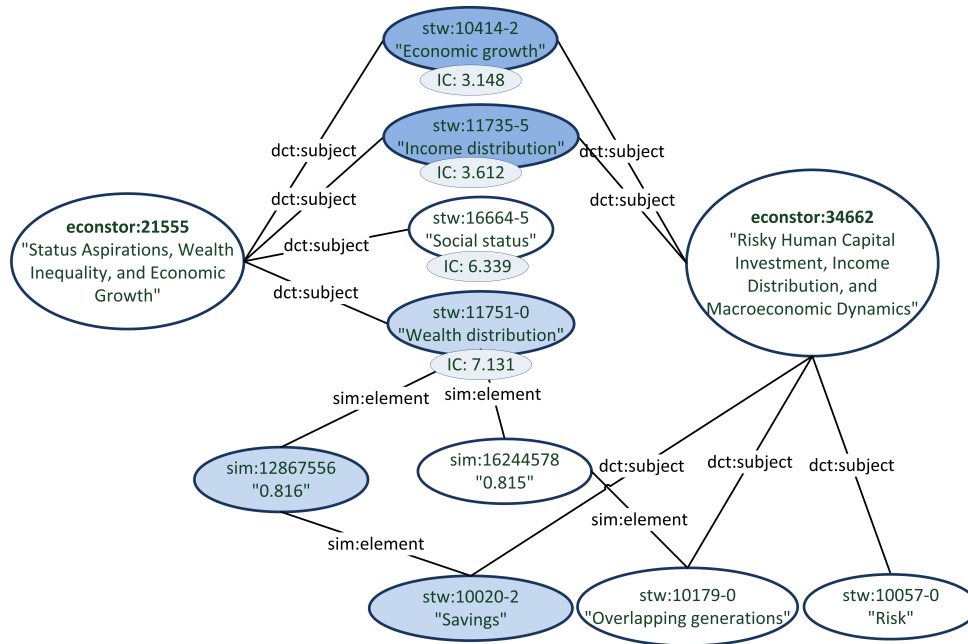 stw:10414-2
"Economic growth"
IC: 3.148
stw:11735-5
"Income distribution"
IC: 3.612
dct:subject
dct:subject
dct:subject
dct:subject
econstor:21555
"Status Aspirations, Wealth
Inequality, and Economic
Growth"
stw:16664-5
"Social status"
IC: 6.339
dct:subject
dct:subject
econstor:34662
"Risky Human Capital
Investment, Income
Distribution, and
Macroeconomic Dynamics"
stw:11751-0
"Wealth distribution"
IC: 7.131
sim:element
sim:element
sim:12867556
"0.816"
sim:16244578
"0.815"
dct:subject
dct:subject
dct:subject
sim:element
sim:element
stw:10020-2
"Savings"
stw:10179-0
"Overlapping generations"
stw:10057-0
"Risk"